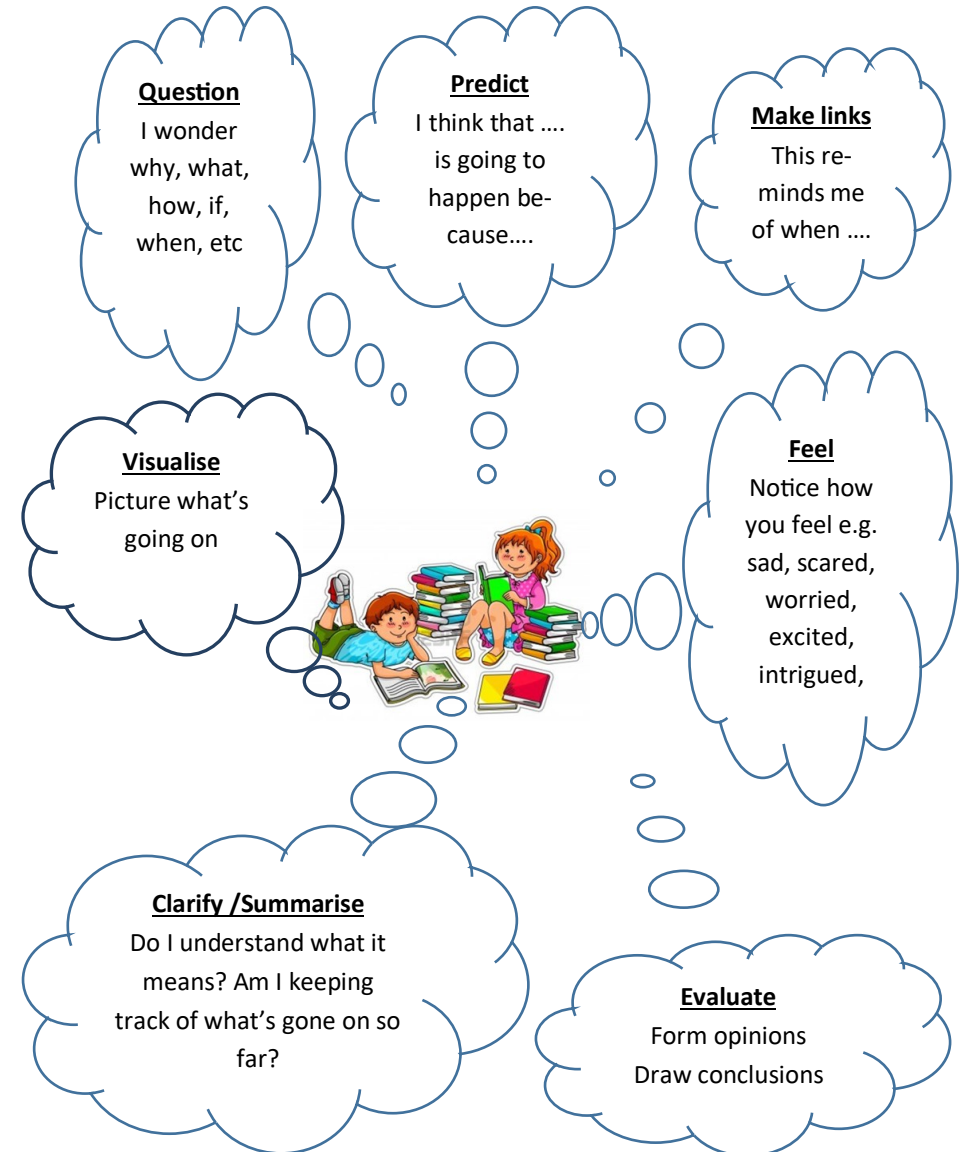 Question
I wonder
why, what,
how, if,
when, etc
Predict
I think that ....
is going to
happen be-
cause....
Make links
This re-
minds me
of when ....
Visualise
Picture what's
going on
Feel
Notice how
you feel e.g.
sad, scared,
worried,
excited,
intrigued,
Clarify /Summarise
Do I understand what it
means? Am I keeping
track of what's gone on so
far?
Evaluate
Form opinions
Draw conclusions